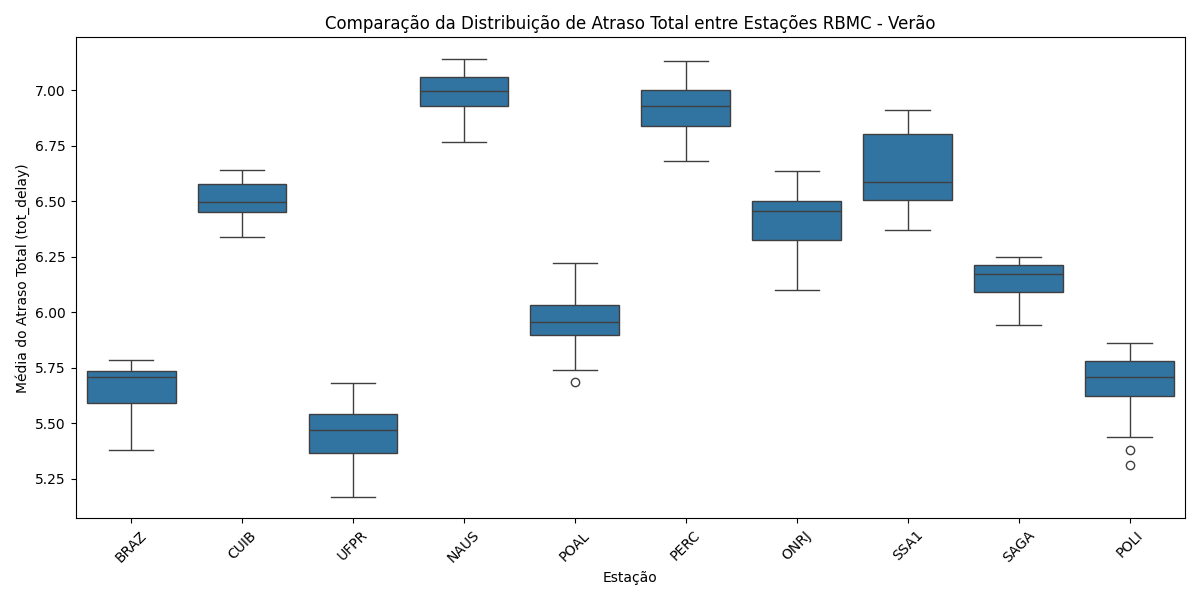 Comparação da Distribuição de Atraso Total entre Estações RBMC - Verão
Média do Atraso Total (tot_delay)
7.00
6.75
6.50
6.25
6.00
5.75
5.50
5.25
BRAZ
CUIB
UFPR
NAUS
POAL
PERC
ONRJ
SSA1
SAGA
POLI
Estação